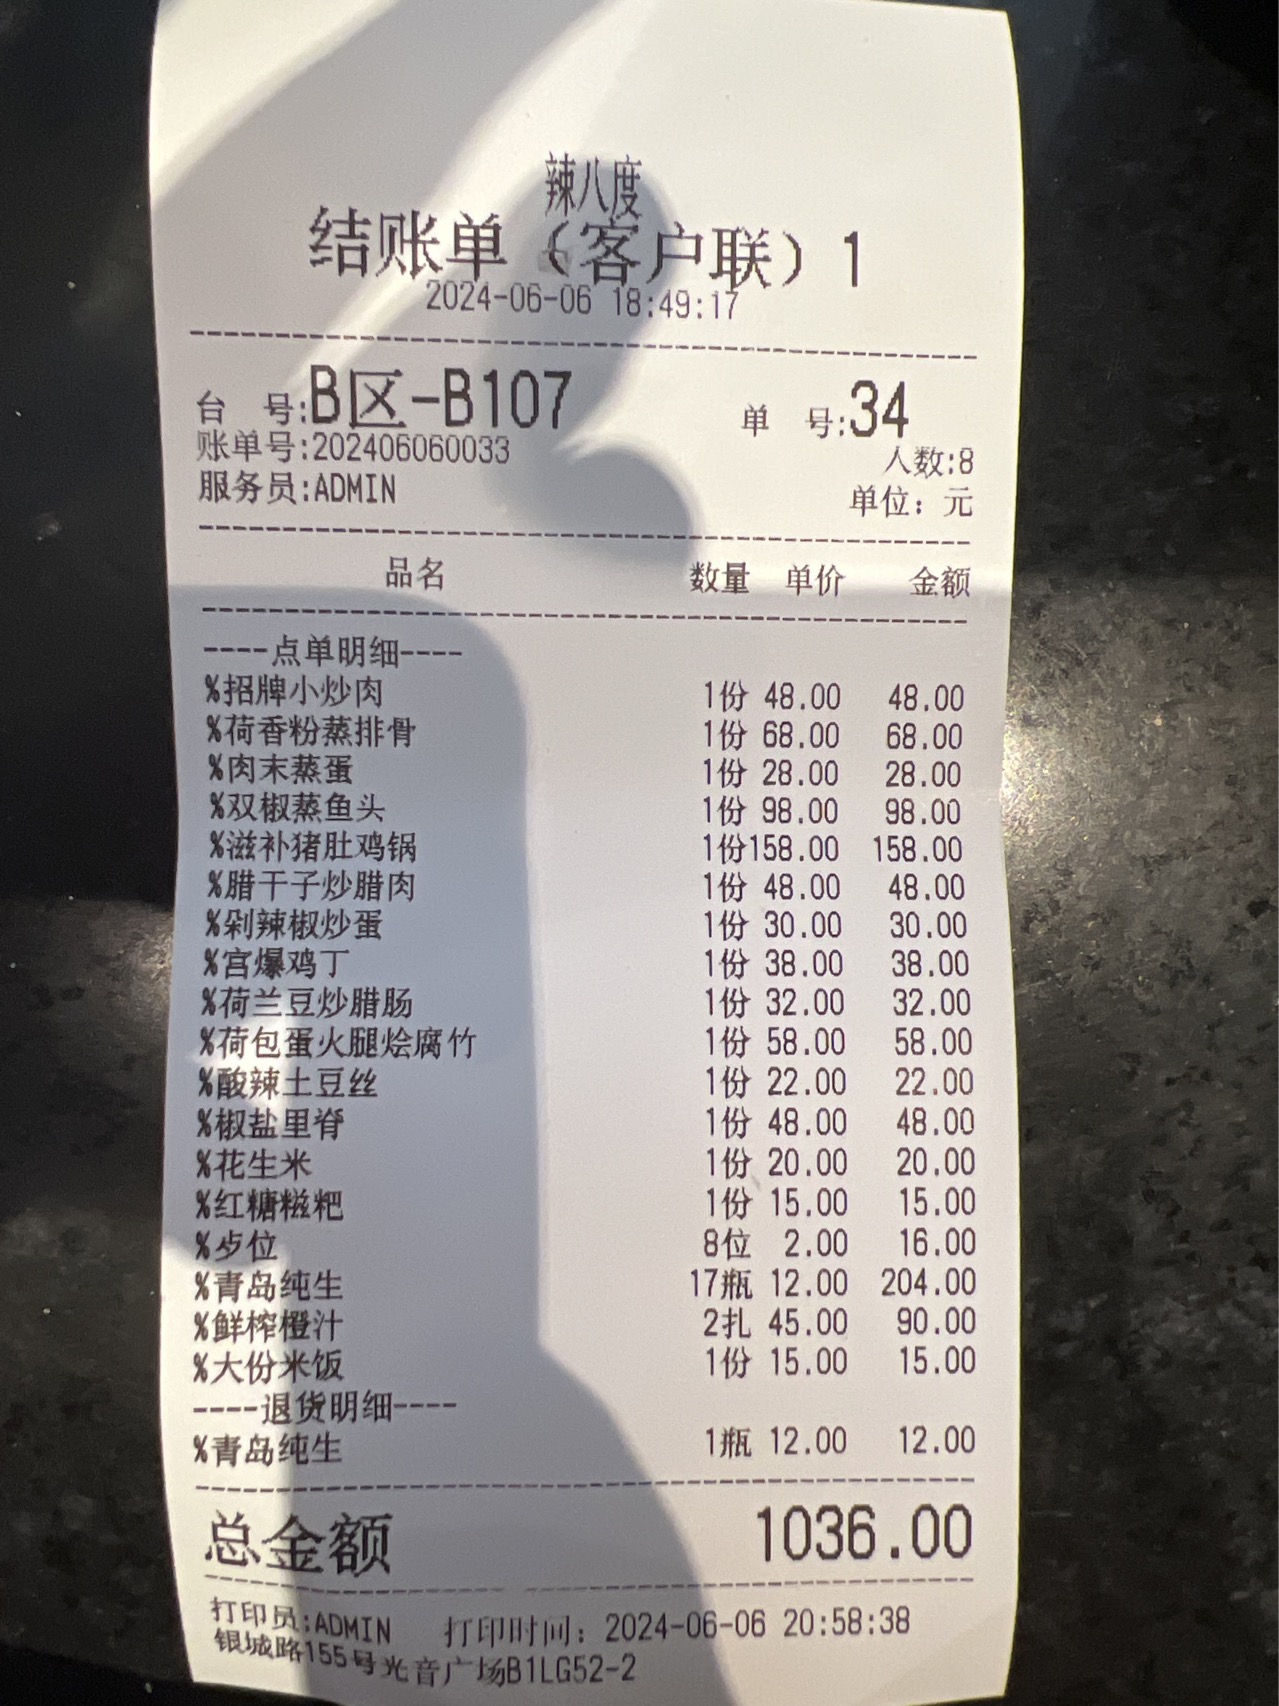 辣八度
结账单（客户联）1
2024-06-06 18:49:17
台 号:B区-B107 单 号:34
账单号:202406060033 人数:8
服务员:ADMIN 单位：元
品名 数量 单价 金额
----点单明细----
%招牌小炒肉 1份 48.00 48.00
%荷香粉蒸排骨 1份 68.00 68.00
%肉末蒸蛋 1份 28.00 28.00
%双椒蒸鱼头 1份 98.00 98.00
%滋补猪肚鸡锅 1份158.00 158.00
%腊干子炒腊肉 1份 48.00 48.00
%剁辣椒炒蛋 1份 30.00 30.00
%宫爆鸡丁 1份 38.00 38.00
%荷兰豆炒腊肠 1份 32.00 32.00
%荷包蛋火腿烩腐竹 1份 58.00 58.00
%酸辣土豆丝 1份 22.00 22.00
%椒盐里脊 1份 48.00 48.00
%花生米 1份 20.00 20.00
%红糖糍粑 1份 15.00 15.00
%歺位 8位 2.00 16.00
%青岛纯生 17瓶 12.00 204.00
%鲜榨橙汁 2扎 45.00 90.00
%大份米饭 1份 15.00 15.00
----退货明细----
%青岛纯生 1瓶 12.00 12.00
总金额 1036.00
打印员:ADMIN 打印时间：2024-06-06 20:58:38
银城路155号光音广场B1LG52-2